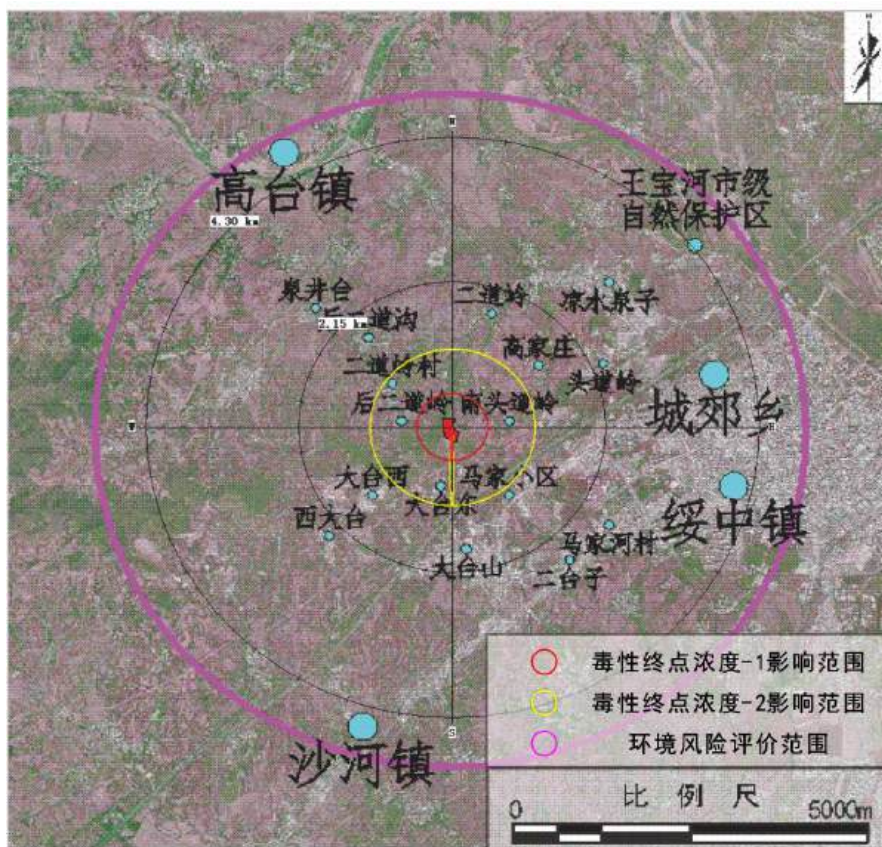 N
高台镇
4.30 km
王宝河市级
自然保护区
泉井台
二道岭
凉水泉子
2.15 km
道沟
高家庄
头道岭
二道岭村
城郊乡
后二道岭
前头道岭
W
E
大台西
马家小区
大台东
西大台
绥中镇
马家河村
大台山
二台子
S
沙河镇
毒性终点浓度-1影响范围
毒性终点浓度-2影响范围
环境风险评价范围
比例尺
0
5000m